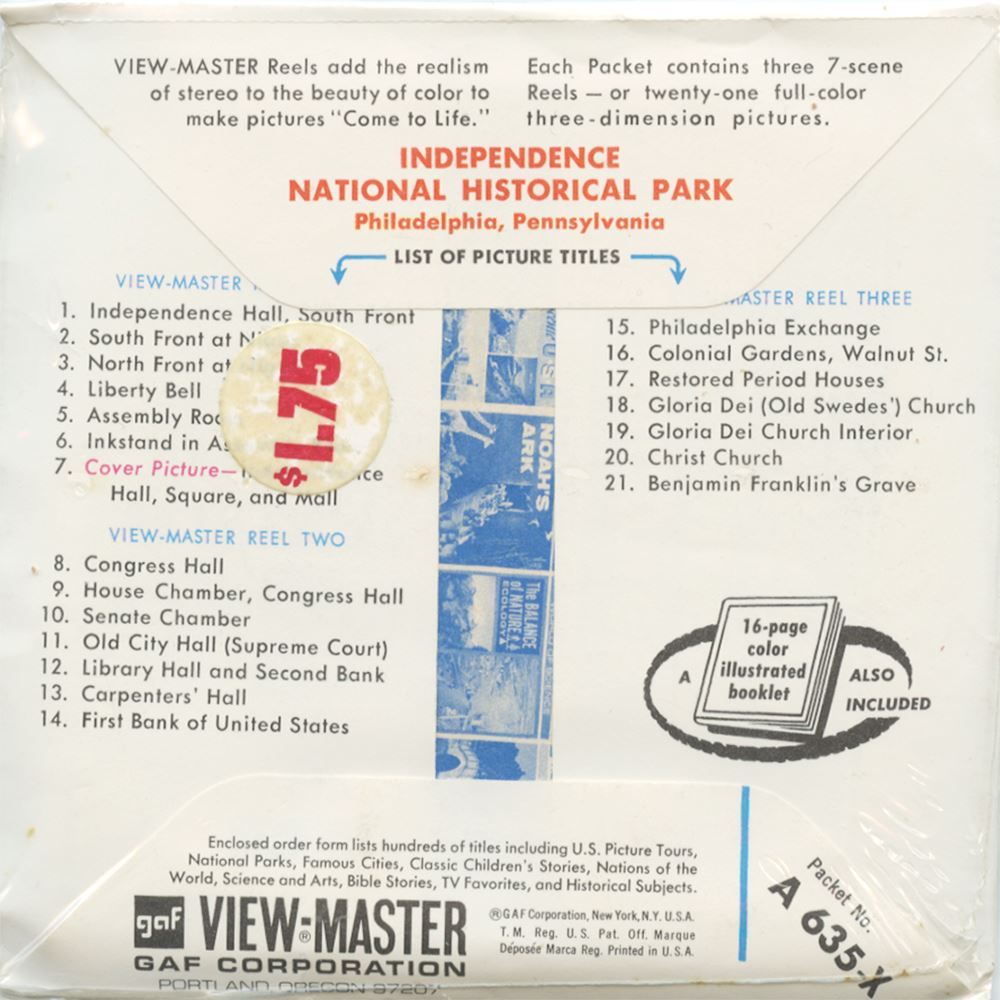 VIEW-MASTER Reels add the realism
of stereo to the beauty of color to
make pictures "Come to Life."
Each Packet contains three 7-scene
Reels — or twenty-one full-color
three-dimension pictures.
INDEPENDENCE
NATIONAL HISTORICAL PARK
Philadelphia, Pennsylvania
LIST OF PICTURE TITLES
VIEW-MASTER
1. Independence Hall, South Front
2. South Front at
3. North Front at
4. Liberty Bell
5. Assembly
6. Inkstand in
7. Cover Picture—
Hall, Square, and Mall
$1.75
VIEW-MASTER REEL TWO
8. Congress Hall
9. House Chamber, Congress Hall
10. Senate Chamber
11. Old City Hall (Supreme Court)
12. Library Hall and Second Bank
13. Carpenters' Hall
14. First Bank of United States
NOAH'S
ARK
The BALANCE
of NATURE
ECOLOGY
MASTER REEL THREE
15. Philadelphia Exchange
16. Colonial Gardens, Walnut St.
17. Restored Period Houses
18. Gloria Dei (Old Swedes') Church
19. Gloria Dei Church Interior
20. Christ Church
21. Benjamin Franklin's Grave
A
16-page
color
illustrated
booklet
ALSO
INCLUDED
Enclosed order form lists hundreds of titles including U.S. Picture Tours,
National Parks, Famous Cities, Classic Children's Stories, Nations of the
World, Science and Arts, Bible Stories, TV Favorites, and Historical Subjects.
gaf VIEW-MASTER®
GAF CORPORATION
PORTLAND, OREGON 97207
®GAF Corporation, New York, N.Y. U.S.A.
T. M. Reg. U.S. Pat. Off. Marque
Déposée Marca Reg. Printed in U.S.A.
Packet No.
A 635-X